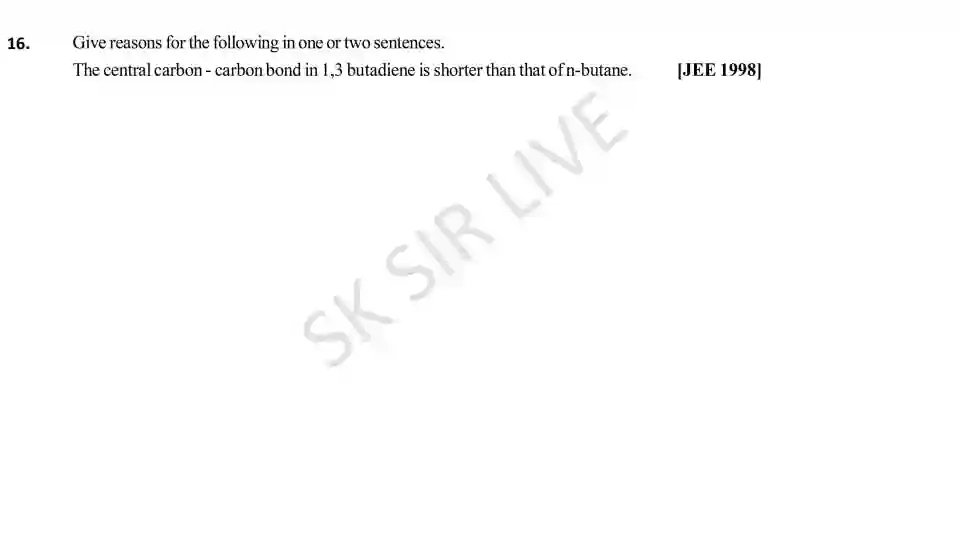 16. Give reasons for the following in one or two sentences.
The central carbon - carbon bond in 1,3 butadiene is shorter than that of n-butane. [JEE 1998]
SK SIR LIVE